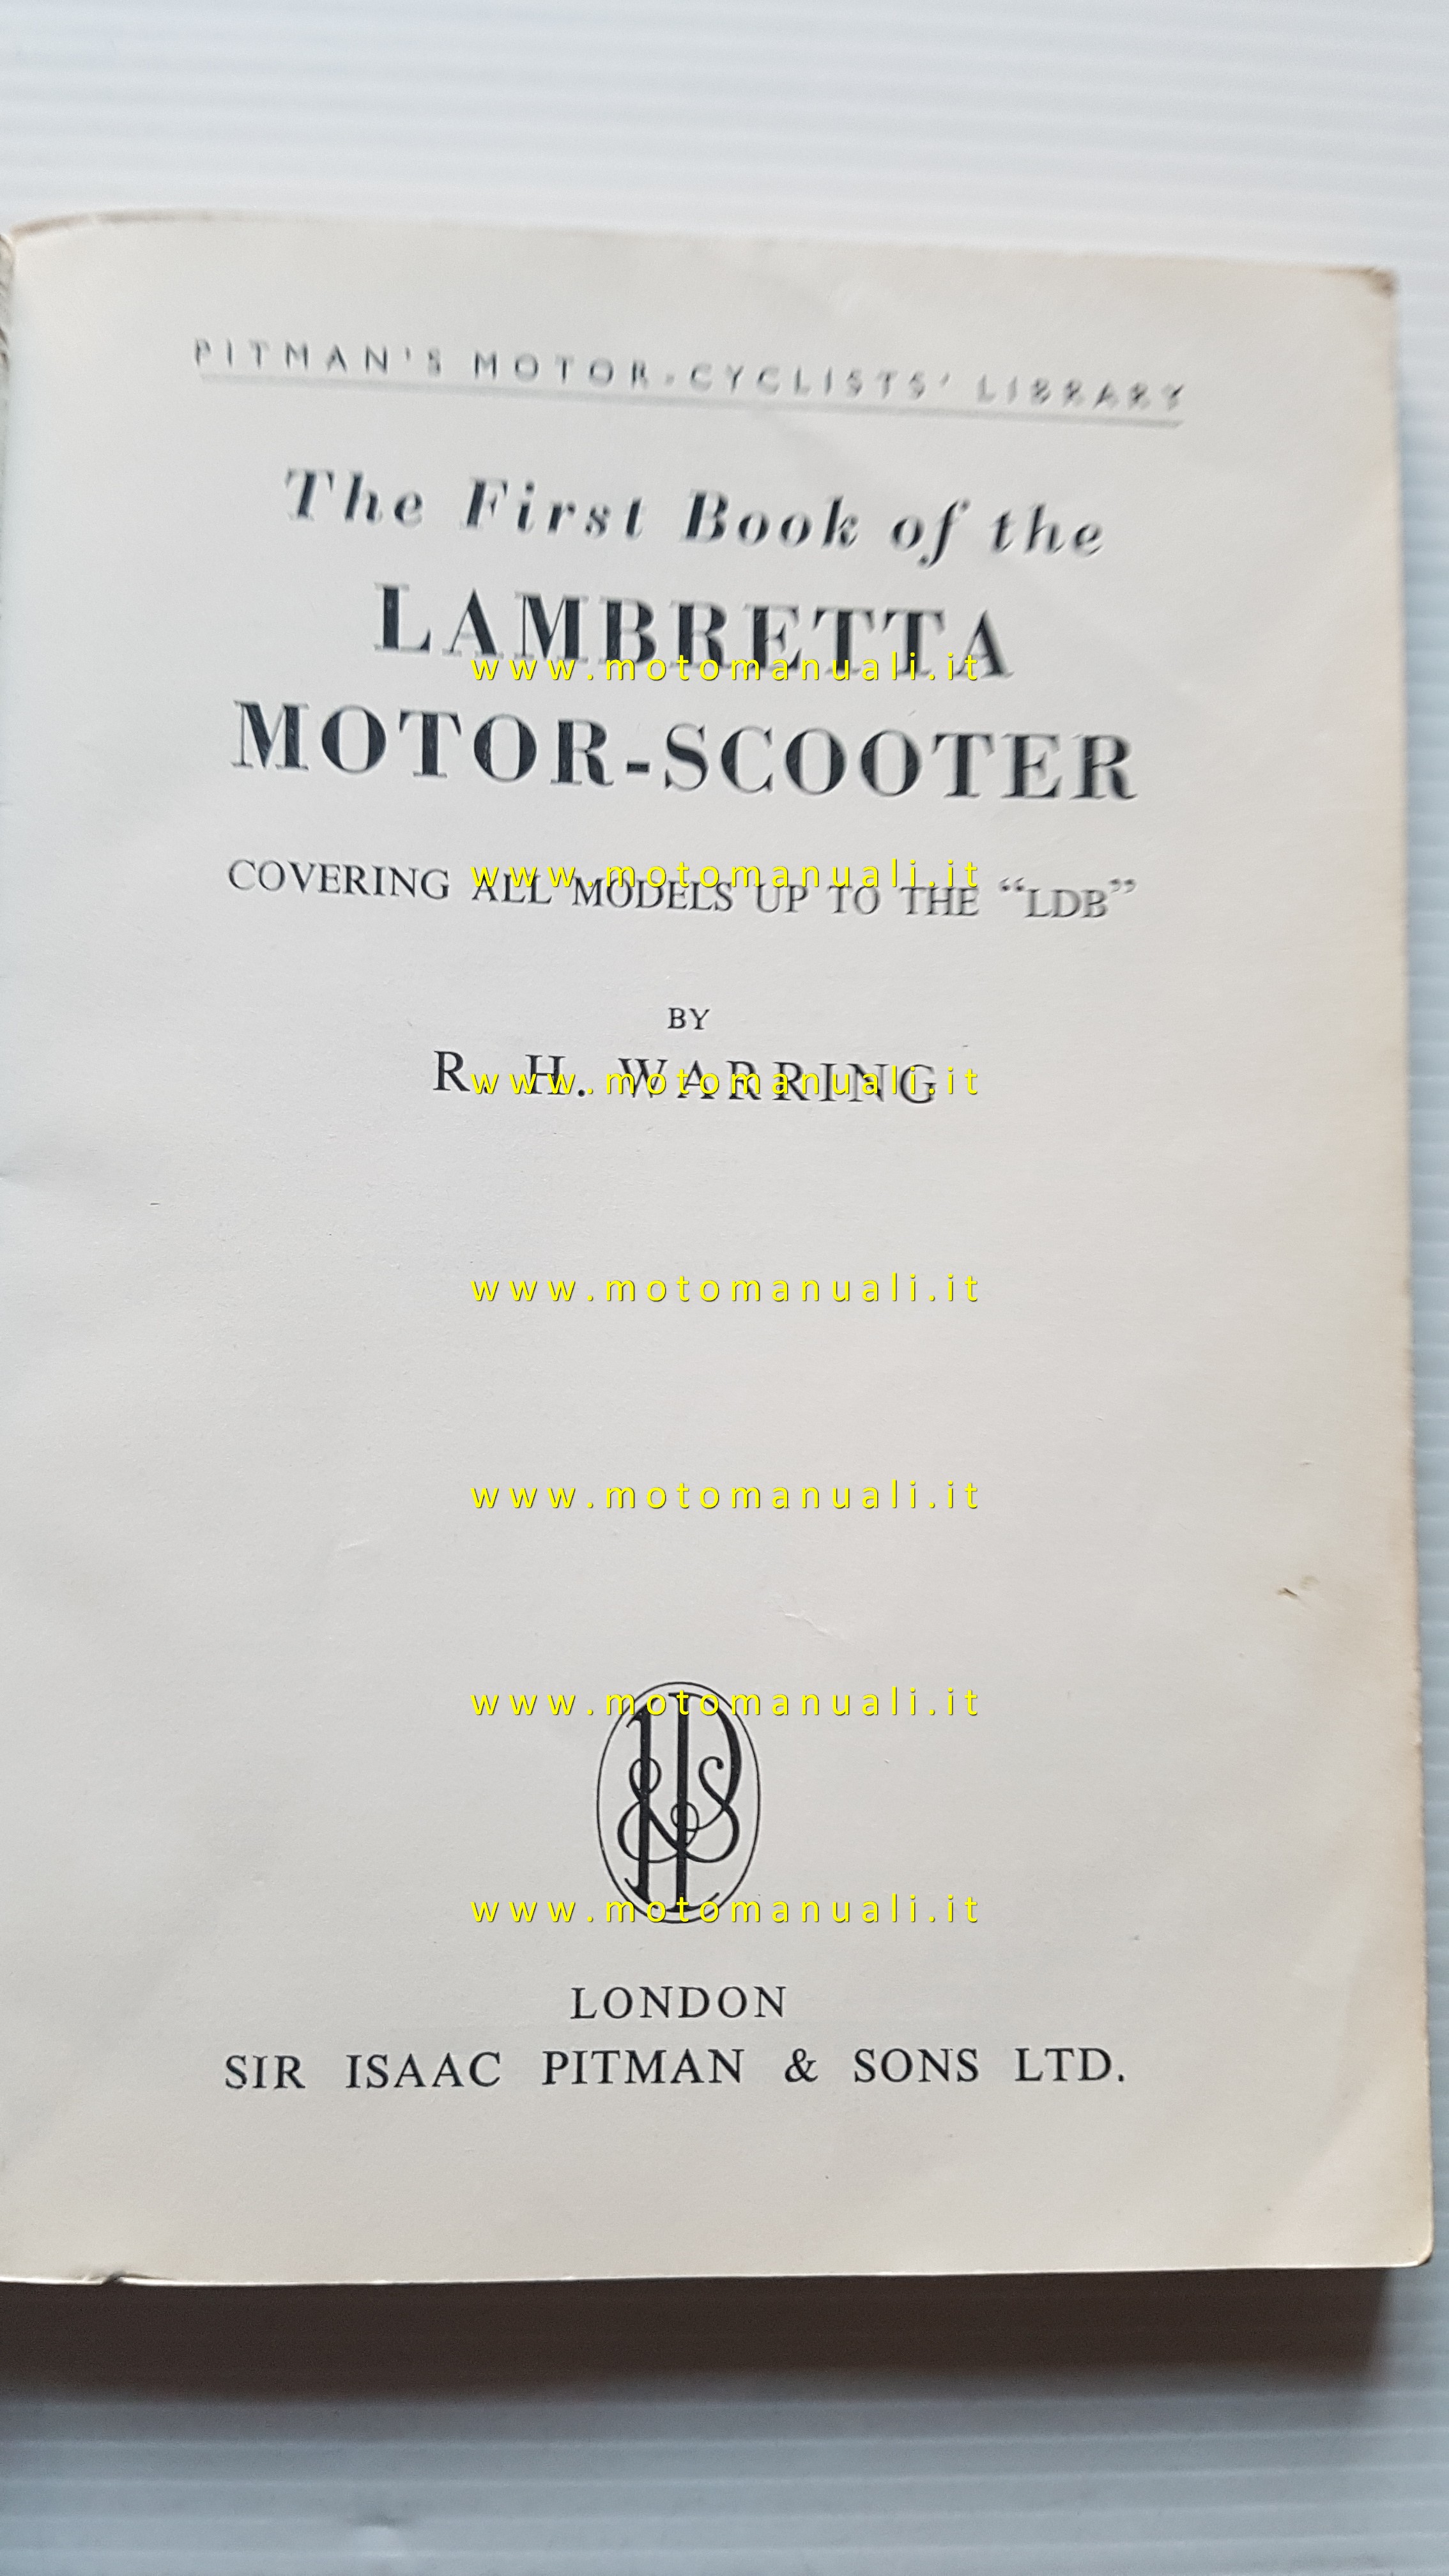 PITMAN'S MOTOR-CYCLISTS' LIBRARY
The First Book of the
LAMBRETTA
www.motomanuali.it
MOTOR-SCOOTER
www.motomanuali.it
COVERING ALL MODELS UP TO THE “LDB”
BY
R. H. WARRING
www.motomanuali.it
www.motomanuali.it
www.motomanuali.it
www.motomanuali.it
www.motomanuali.it
LONDON
SIR ISAAC PITMAN & SONS LTD.